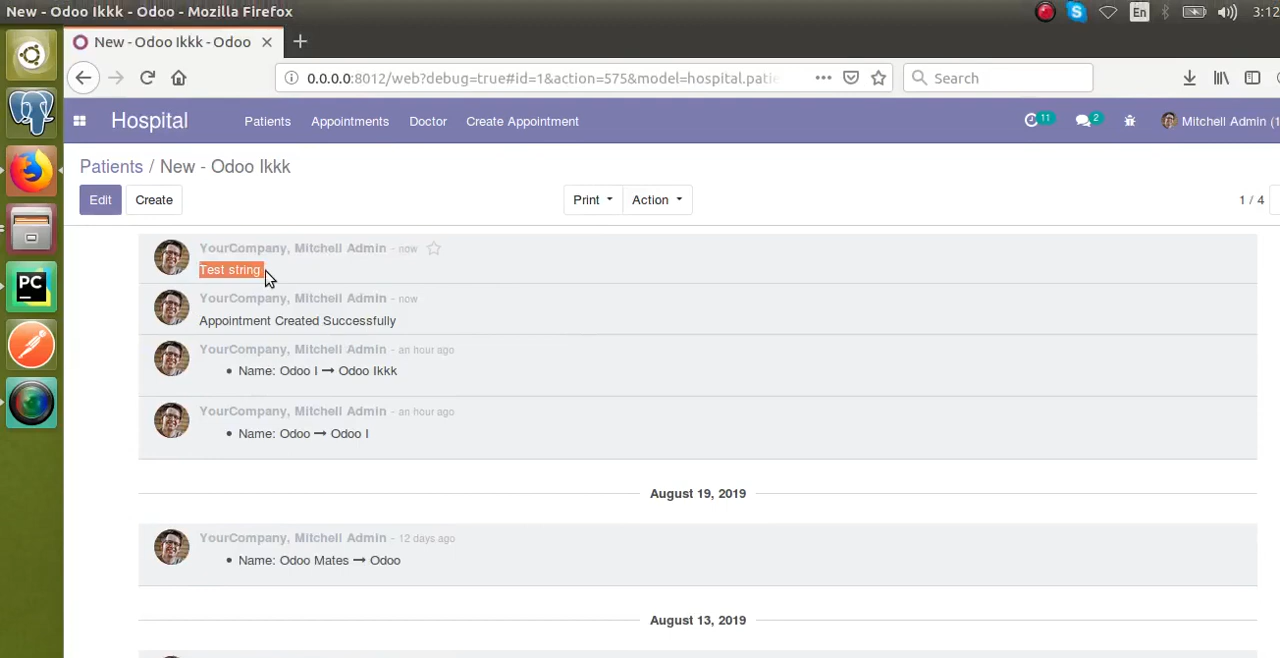 New - Odoo Ikkk - Odoo - Mozilla Firefox
En
3:12
New - Odoo Ikkk - Odoo
0.0.0.0:8012/web?debug=true#id=1&action=575&model=hospital.patie
Search
Hospital
Patients
Appointments
Doctor
Create Appointment
11
2
Mitchell Admin (1
Patients / New - Odoo Ikkk
Edit
Create
Print
Action
1 / 4
YourCompany, Mitchell Admin - now
Test string
YourCompany, Mitchell Admin - now
Appointment Created Successfully
YourCompany, Mitchell Admin - an hour ago
Name: Odoo I → Odoo Ikkk
YourCompany, Mitchell Admin - an hour ago
Name: Odoo → Odoo I
August 19, 2019
YourCompany, Mitchell Admin - 12 days ago
Name: Odoo Mates → Odoo
August 13, 2019
PC